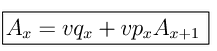 $A_x = vq_x + vp_xA_{x+1}$